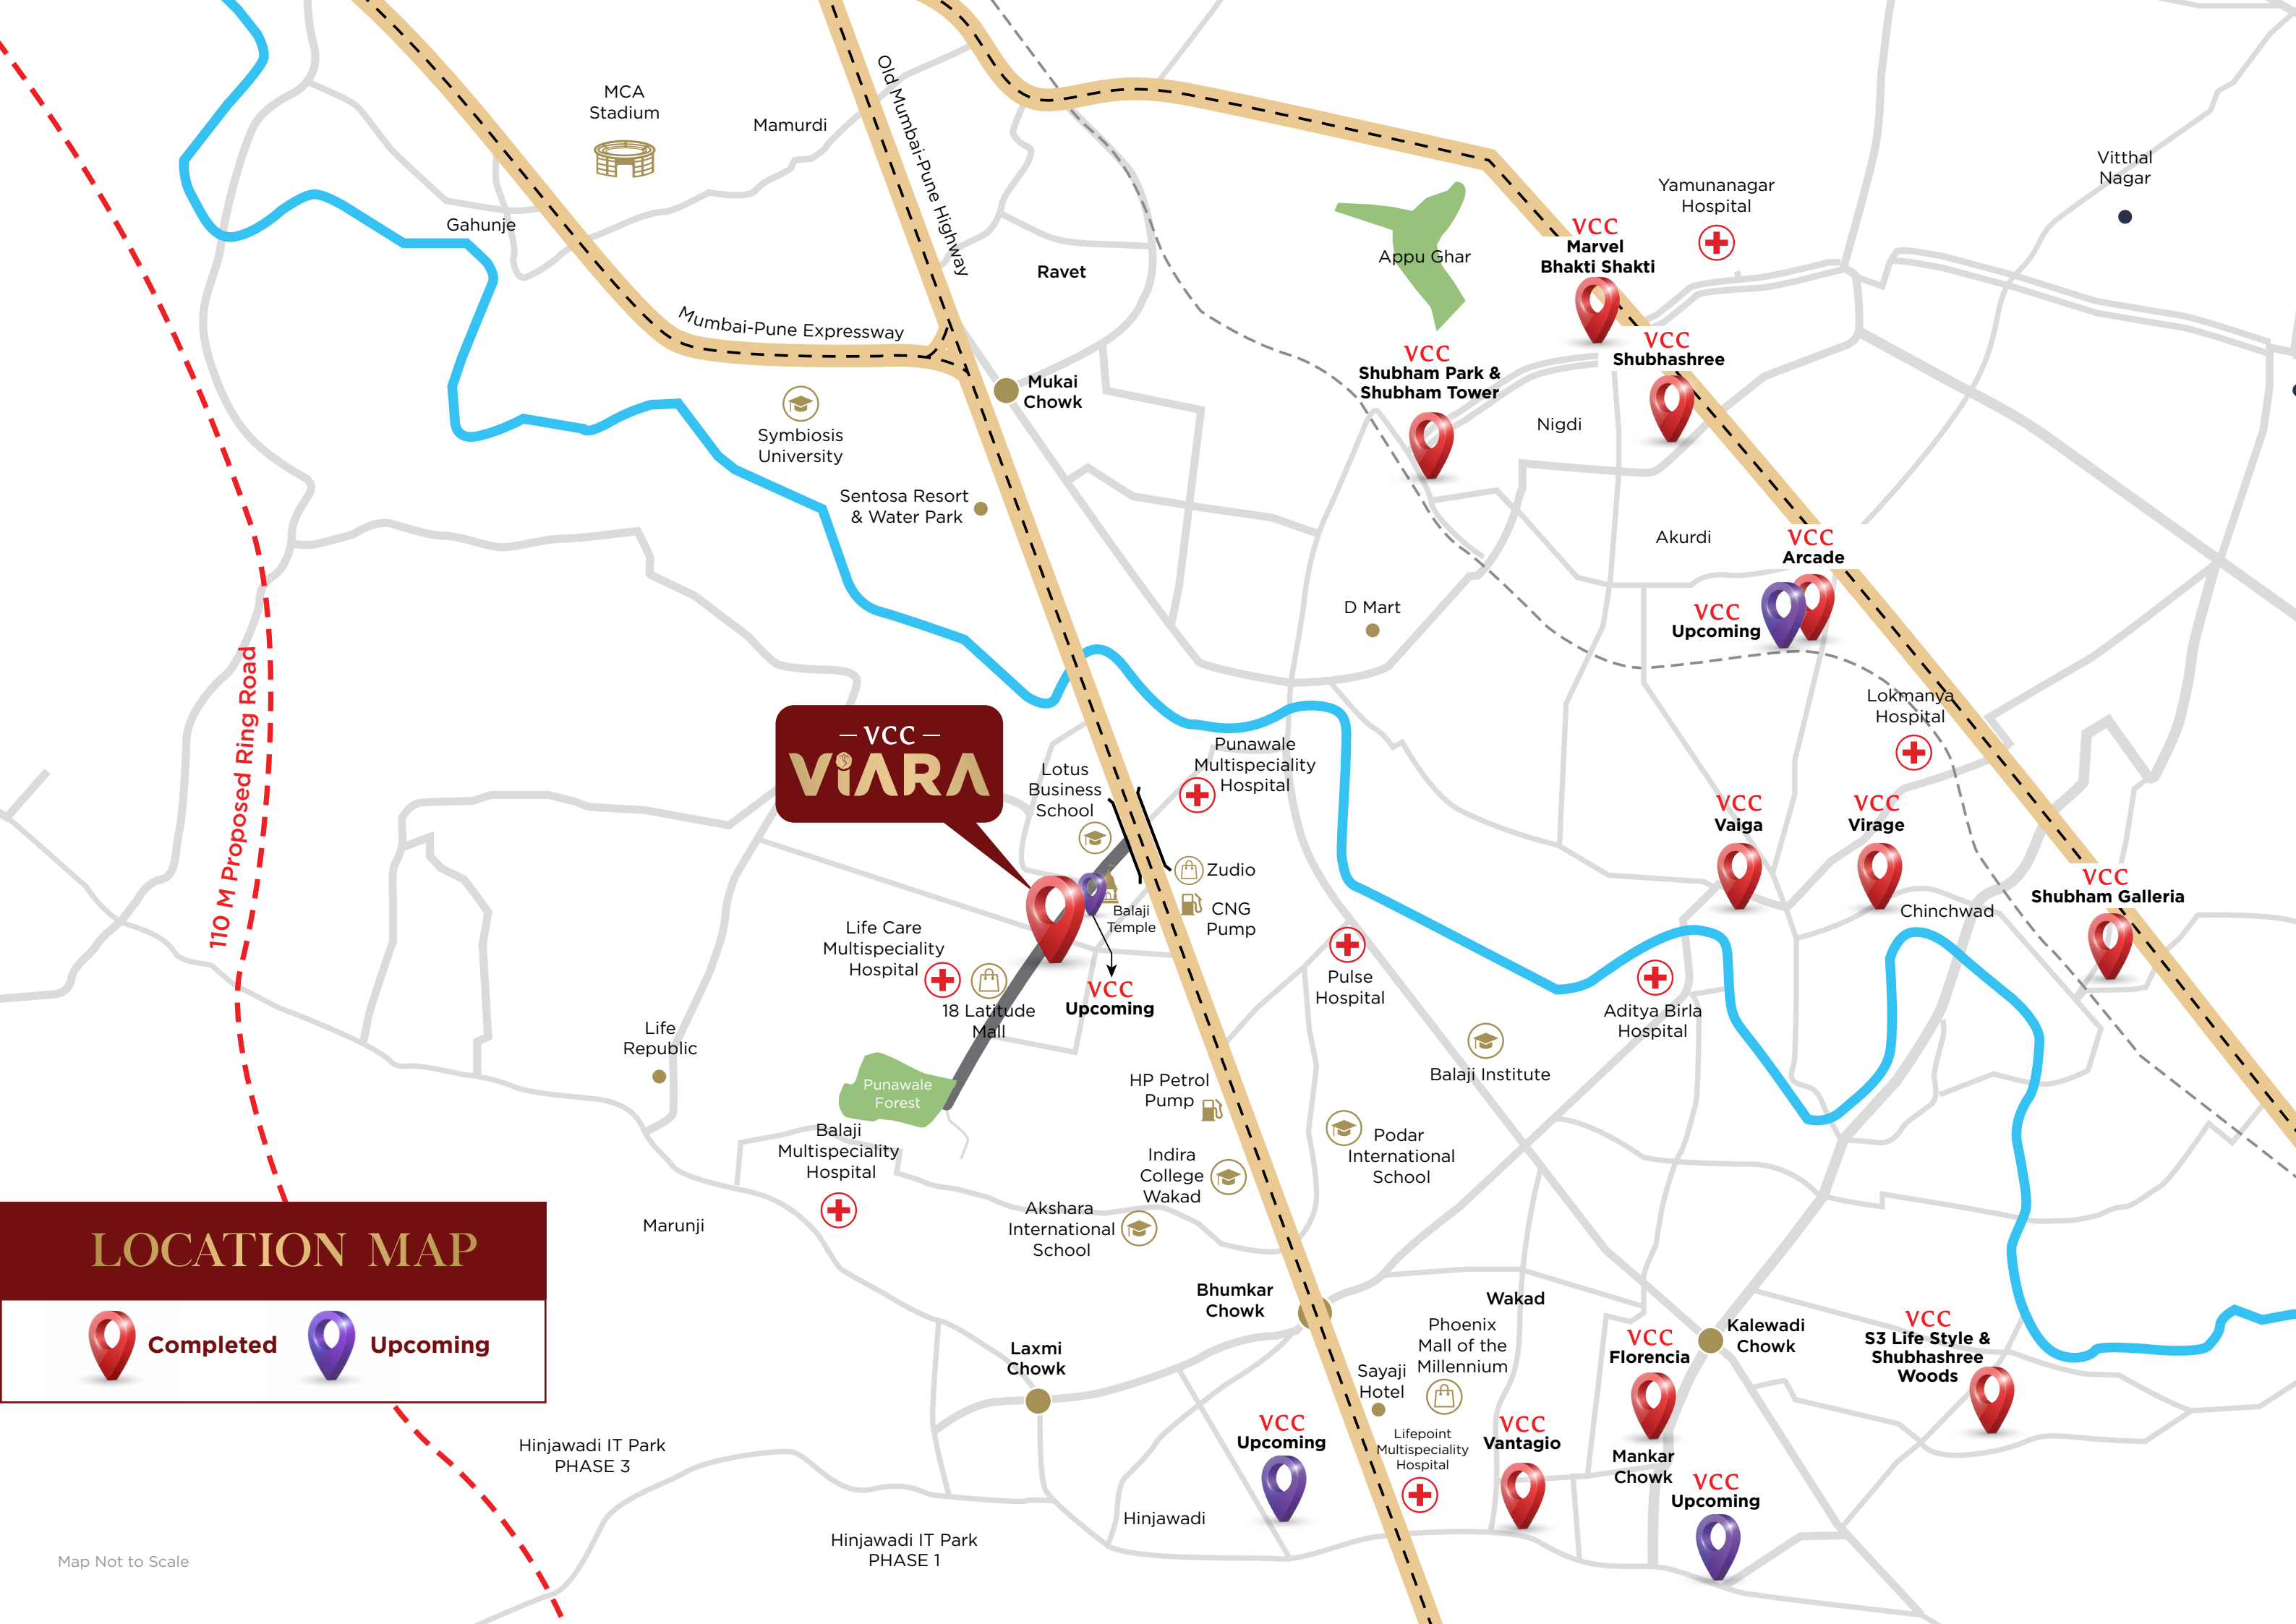 MCA
Stadium
Mamurdi
Gahunje
Old Mumbai-Pune Highway
Mumbai-Pune Expressway
Ravet
Mukai
Chowk
Symbiosis
University
Sentosa Resort
& Water Park
Appu Ghar
VCC
Marvel
Bhakti Shakti
Yamunanagar
Hospital
Vitthal
Nagar
VCC
Shubhashree
VCC
Shubham Park &
Shubham Tower
Nigdi
Akurdi
VCC
Arcade
VCC
Upcoming
D Mart
Lokmanya
Hospital
110 M Proposed Ring Road
VCC
VIARA
Lotus
Business
School
Punawale
Multispeciality
Hospital
Zudio
CNG
Pump
Balaji
Temple
VCC
Upcoming
Life Care
Multispeciality
Hospital
18 Latitude
Mall
Life
Republic
Punawale
Forest
Balaji
Multispeciality
Hospital
Marunji
Pulse
Hospital
VCC
Vaiga
VCC
Virage
Chinchwad
VCC
Shubham Galleria
Aditya Birla
Hospital
Balaji Institute
HP Petrol
Pump
Podar
International
School
Indira
College
Wakad
Akshara
International
School
Bhumkar
Chowk
Wakad
Phoenix
Mall of the
Millennium
Sayaji
Hotel
Lifepoint
Multispeciality
Hospital
VCC
Vantagio
VCC
Florencia
Mankar
Chowk
Kalewadi
Chowk
VCC
S3 Life Style &
Shubhashree
Woods
VCC
Upcoming
VCC
Upcoming
Laxmi
Chowk
Hinjawadi
Hinjawadi IT Park
PHASE 1
Hinjawadi IT Park
PHASE 3
LOCATION MAP
Completed
Upcoming
Map Not to Scale